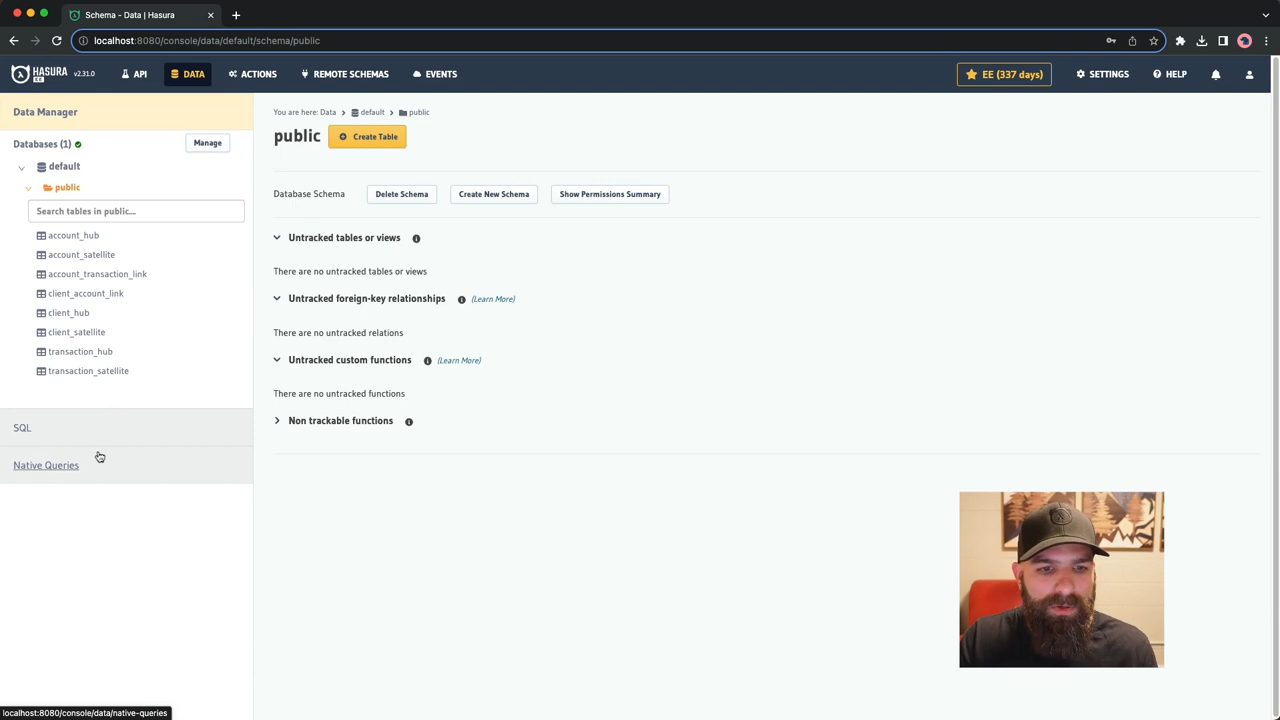 Schema - Data | Hasura
localhost:8080/console/data/default/schema/public
HASURA EE v2.31.0 API DATA ACTIONS REMOTE SCHEMAS EVENTS EE (337 days) SETTINGS HELP
Data Manager
You are here: Data > default > public
public Create Table
Databases (1) Manage
default
public
Search tables in public...
account_hub
account_satellite
account_transaction_link
client_account_link
client_hub
client_satellite
transaction_hub
transaction_satellite
SQL
Native Queries
Database Schema Delete Schema Create New Schema Show Permissions Summary
Untracked tables or views
There are no untracked tables or views
Untracked foreign-key relationships (Learn More)
There are no untracked relations
Untracked custom functions (Learn More)
There are no untracked functions
Non trackable functions
localhost:8080/console/data/native-queries